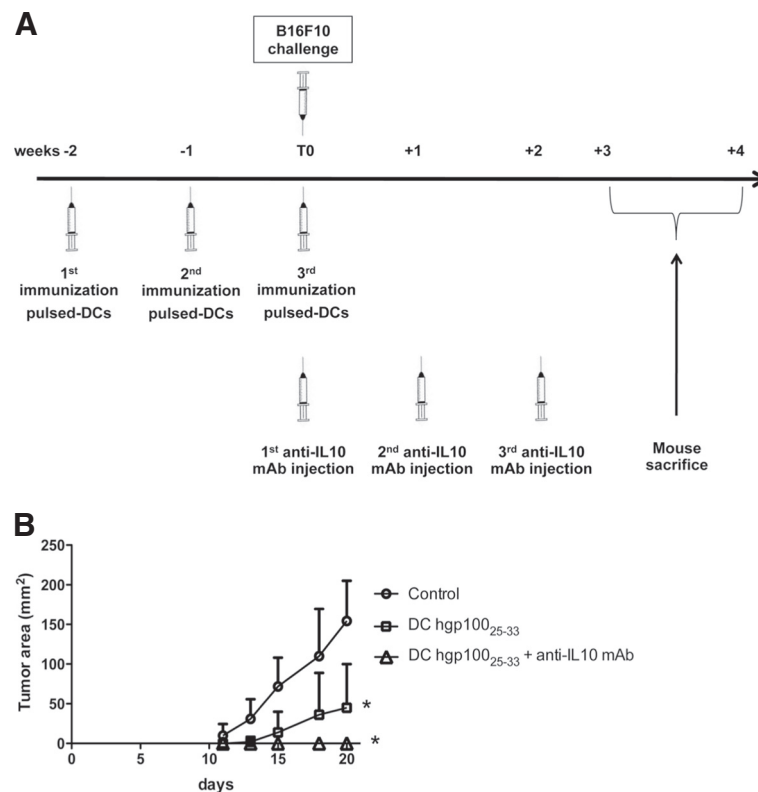 A
B16F10
challenge
weeks -2 -1 T0 +1 +2 +3 +4
1st 2nd 3rd
immunization immunization immunization
pulsed-DCs pulsed-DCs pulsed-DCs
1st anti-IL10 2nd anti-IL10 3rd anti-IL10
mAb injection mAb injection mAb injection
Mouse
sacrifice
B
Tumor area (mm2)
250
200
150
100
50
0
0 5 10 15 20
days
Control
DC hgp10025-33
DC hgp10025-33 + anti-IL10 mAb
*
*